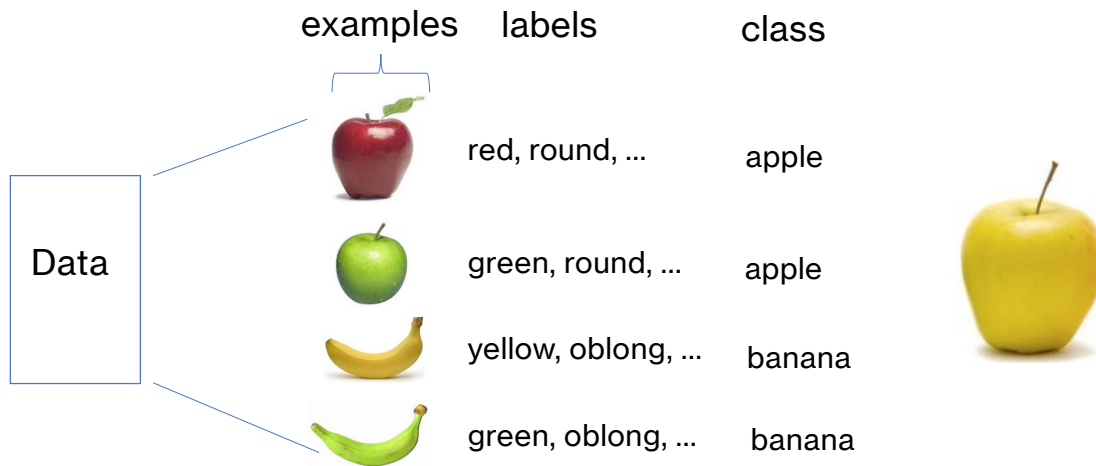 examples labels class
red, round, ... apple
Data
green, round, ... apple
yellow, oblong, ... banana
green, oblong, ... banana